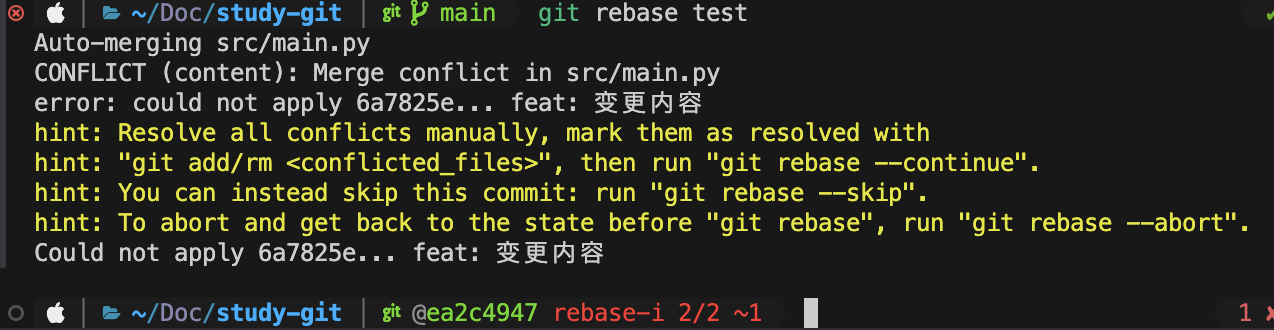 ~/Doc/study-git git main git rebase test
Auto-merging src/main.py
CONFLICT (content): Merge conflict in src/main.py
error: could not apply 6a7825e... feat: 变更内容
hint: Resolve all conflicts manually, mark them as resolved with
hint: "git add/rm <conflicted_files>", then run "git rebase --continue".
hint: You can instead skip this commit: run "git rebase --skip".
hint: To abort and get back to the state before "git rebase", run "git rebase --abort".
Could not apply 6a7825e... feat: 变更内容
~/Doc/study-git git @ea2c4947 rebase-i 2/2 ~1 1 ✘